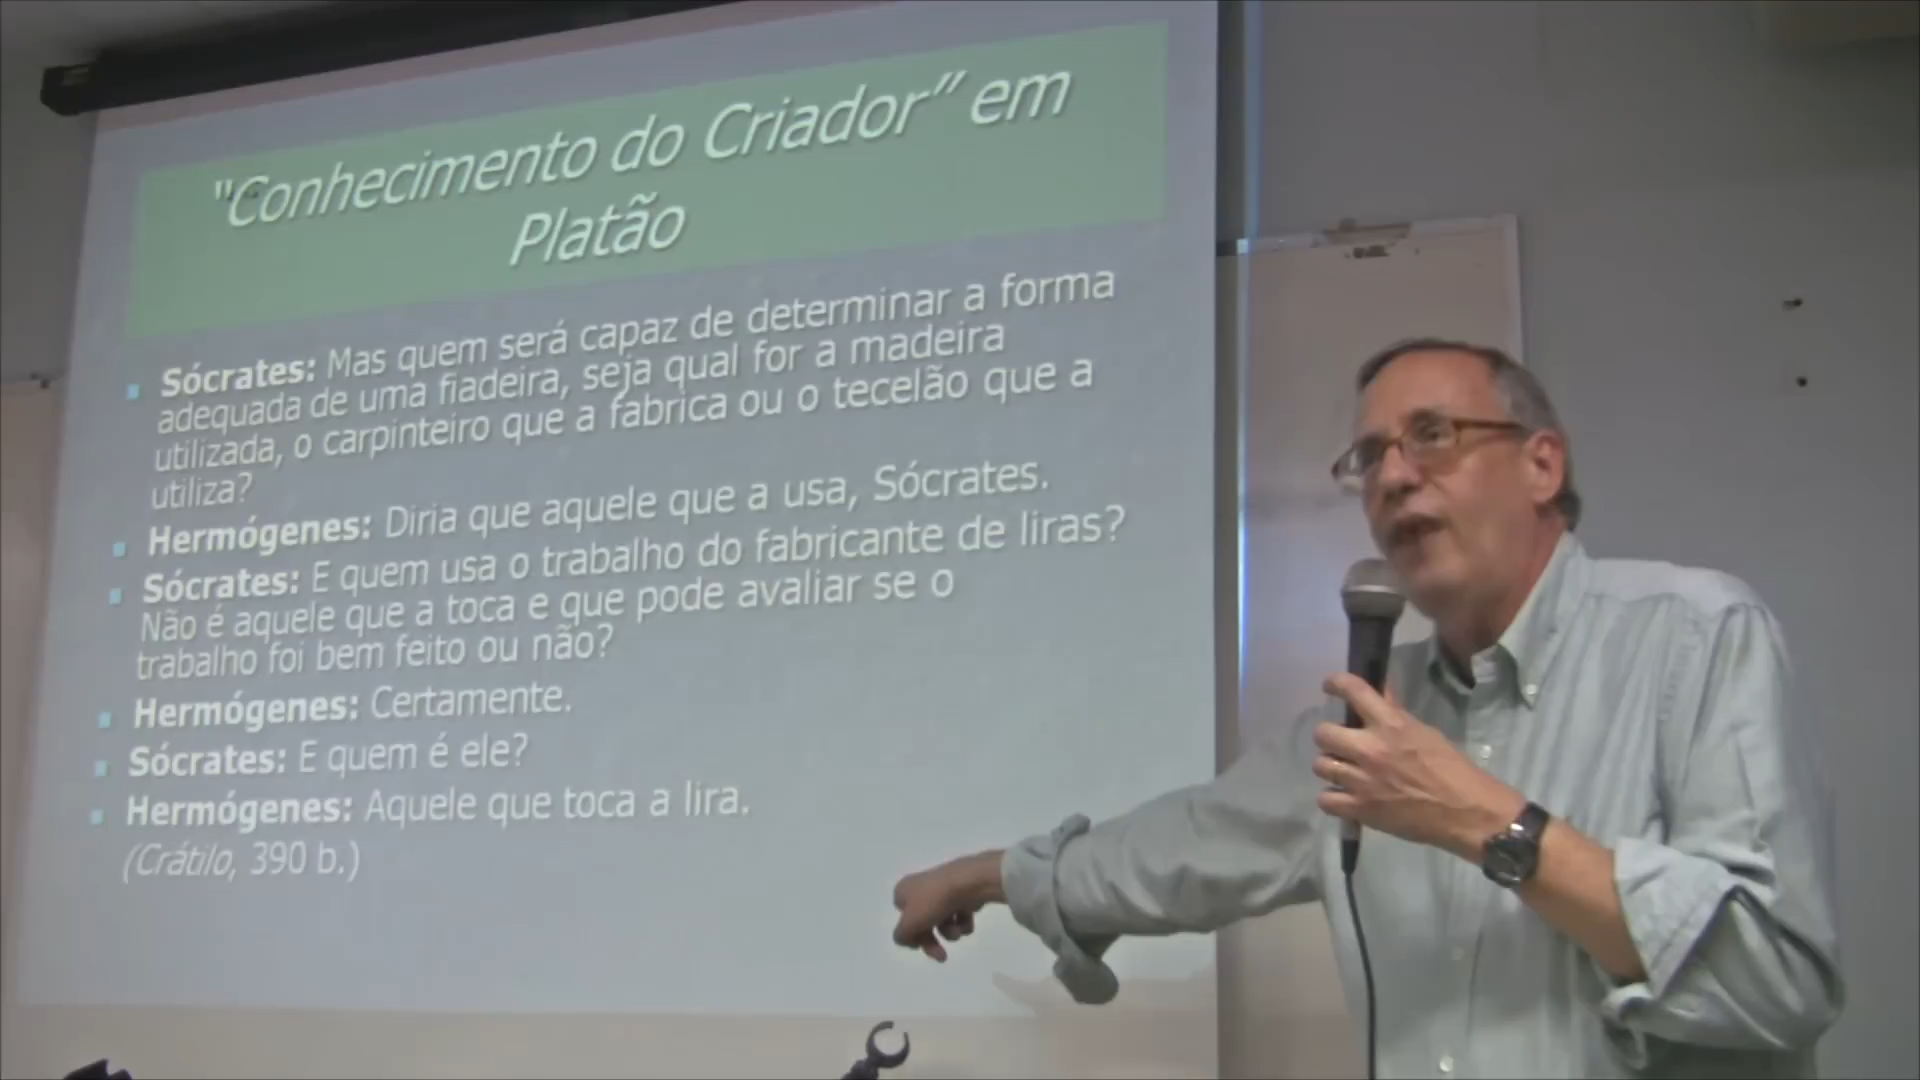 "Conhecimento do Criador” em
Platão
Sócrates: Mas quem será capaz de determinar a forma
adequada de uma fiadeira, seja qual for a madeira
utilizada, o carpinteiro que a fabrica ou o tecelão que a
utiliza?
Hermógenes: Diria que aquele que a usa, Sócrates.
Sócrates: E quem usa o trabalho do fabricante de liras?
Não é aquele que a toca e que pode avaliar se o
trabalho foi bem feito ou não?
Hermógenes: Certamente.
Sócrates: E quem é ele?
Hermógenes: Aquele que toca a lira.
(Crátilo, 390 b.)